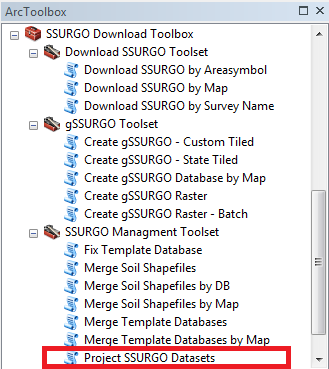 ArcToolbox
SSURGO Download Toolbox
Download SSURGO Toolset
Download SSURGO by Areasymbol
Download SSURGO by Map
Download SSURGO by Survey Name
gSSURGO Toolset
Create gSSURGO - Custom Tiled
Create gSSURGO - State Tiled
Create gSSURGO Database by Map
Create gSSURGO Raster
Create gSSURGO Raster - Batch
SSURGO Managment Toolset
Fix Template Database
Merge Soil Shapefiles
Merge Soil Shapefiles by DB
Merge Soil Shapefiles by Map
Merge Template Databases
Merge Template Databases by Map
Project SSURGO Datasets